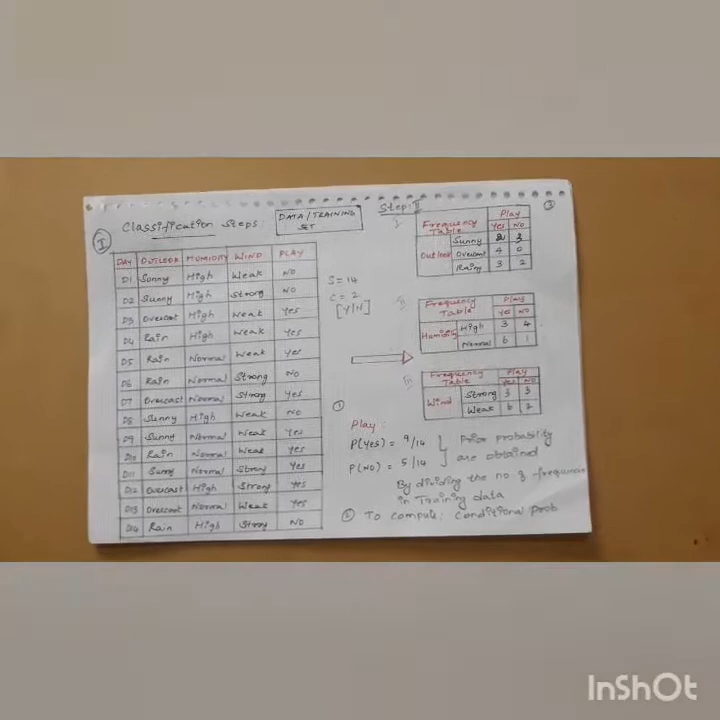 Classification Steps:
DATA/TRAINING SET
I
DAY OUTLOOK HUMIDITY WIND PLAY
D1 Sunny High Weak NO
D2 Sunny High Strong NO
D3 Overcast High Weak Yes
D4 Rain High Weak Yes
D5 Rain Normal Weak Yes
D6 Rain Normal Strong NO
D7 Overcast Normal Strong Yes
D8 Sunny High Weak NO
D9 Sunny Normal Weak Yes
D10 Rain Normal Weak Yes
D11 Sunny Normal Strong Yes
D12 Overcast High Strong Yes
D13 Overcast Normal Weak Yes
D14 Rain High Strong NO
S = 14
C = 2
[Y/N]
Step: II
Frequency Table Play
Yes NO
Outlook Sunny 2 3
Overcast 4 0
Rainy 3 2
Frequency Table Play
Yes NO
Humidity High 3 4
Normal 6 1
Frequency Table Play
Yes NO
Wind Strong 3 3
Weak 6 2
① Play:
P(Yes) = 9/14
P(NO) = 5/14
Prior probability
are obtained
By dividing the no of
in Training data
② To compute: Conditional prob
InShOt